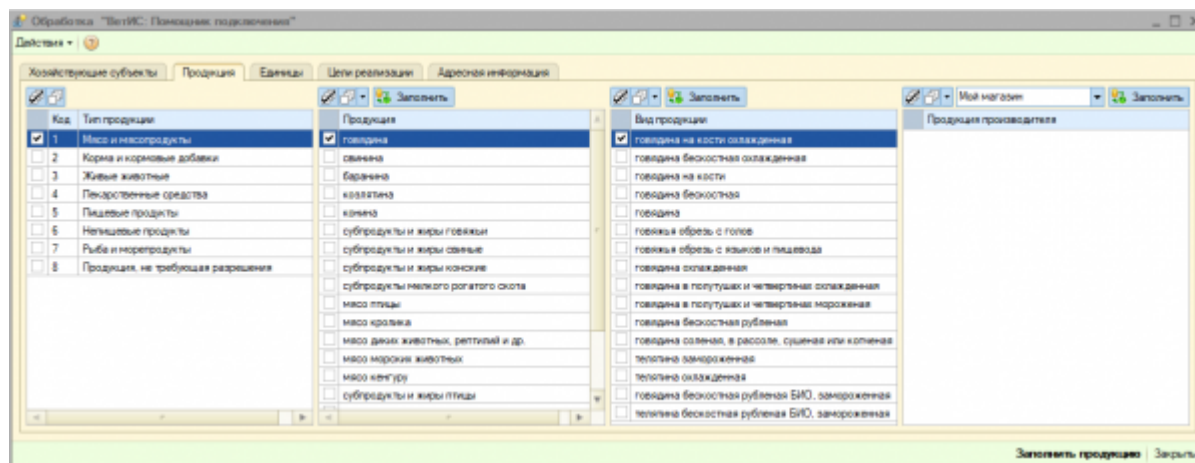 Обработка "ВетИС: Помощник подключения"
Действия
Хозяйствующие субъекты Продукция Единицы Цели реализации Адресная информация
Заполнить Заполнить Мой магазин Заполнить
Код Тип продукции Продукция Вид продукции Продукция производителя
1 Мясо и мясопродукты говядина говядина на кости охлажденная
2 Корма и кормовые добавки свинина говядина бескостная охлажденная
3 Живые животные баранина говядина на кости
4 Лекарственные средства козлятина говядина бескостная
5 Пищевые продукты конина говядина
6 Непищевые продукты субпродукты и жиры говяжьи говяжья обрезь с голов
7 Рыба и морепродукты субпродукты и жиры свиные говяжья обрезь с языков и пищевода
8 Продукция, не требующая разрешения субпродукты и жиры конские говядина охлажденная
субпродукты мелкого рогатого скота говядина в полутушах и четвертинах охлажденная
мясо птицы говядина в полутушах и четвертинах мороженая
мясо кролика говядина бескостная рубленая
мясо диких животных, рептилий и др. говядина соленая, в рассоле, сушеная или копченая
мясо морских животных телятина замороженная
мясо кенгуру телятина охлажденная
субпродукты и жиры птицы говядина бескостная рубленая БИО, замороженная
телятина бескостная рубленая БИО, замороженная
Заполнить продукцию Закрыть